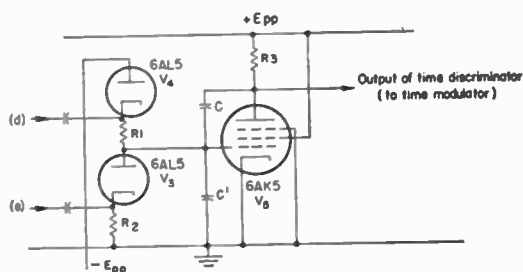 +Epp
6AL5
V4
R3
Output of time discriminator
(to time modulator)
(d)
R1
C
6AL5
V3
6AK5
V5
(e)
C'
R2
-Epp